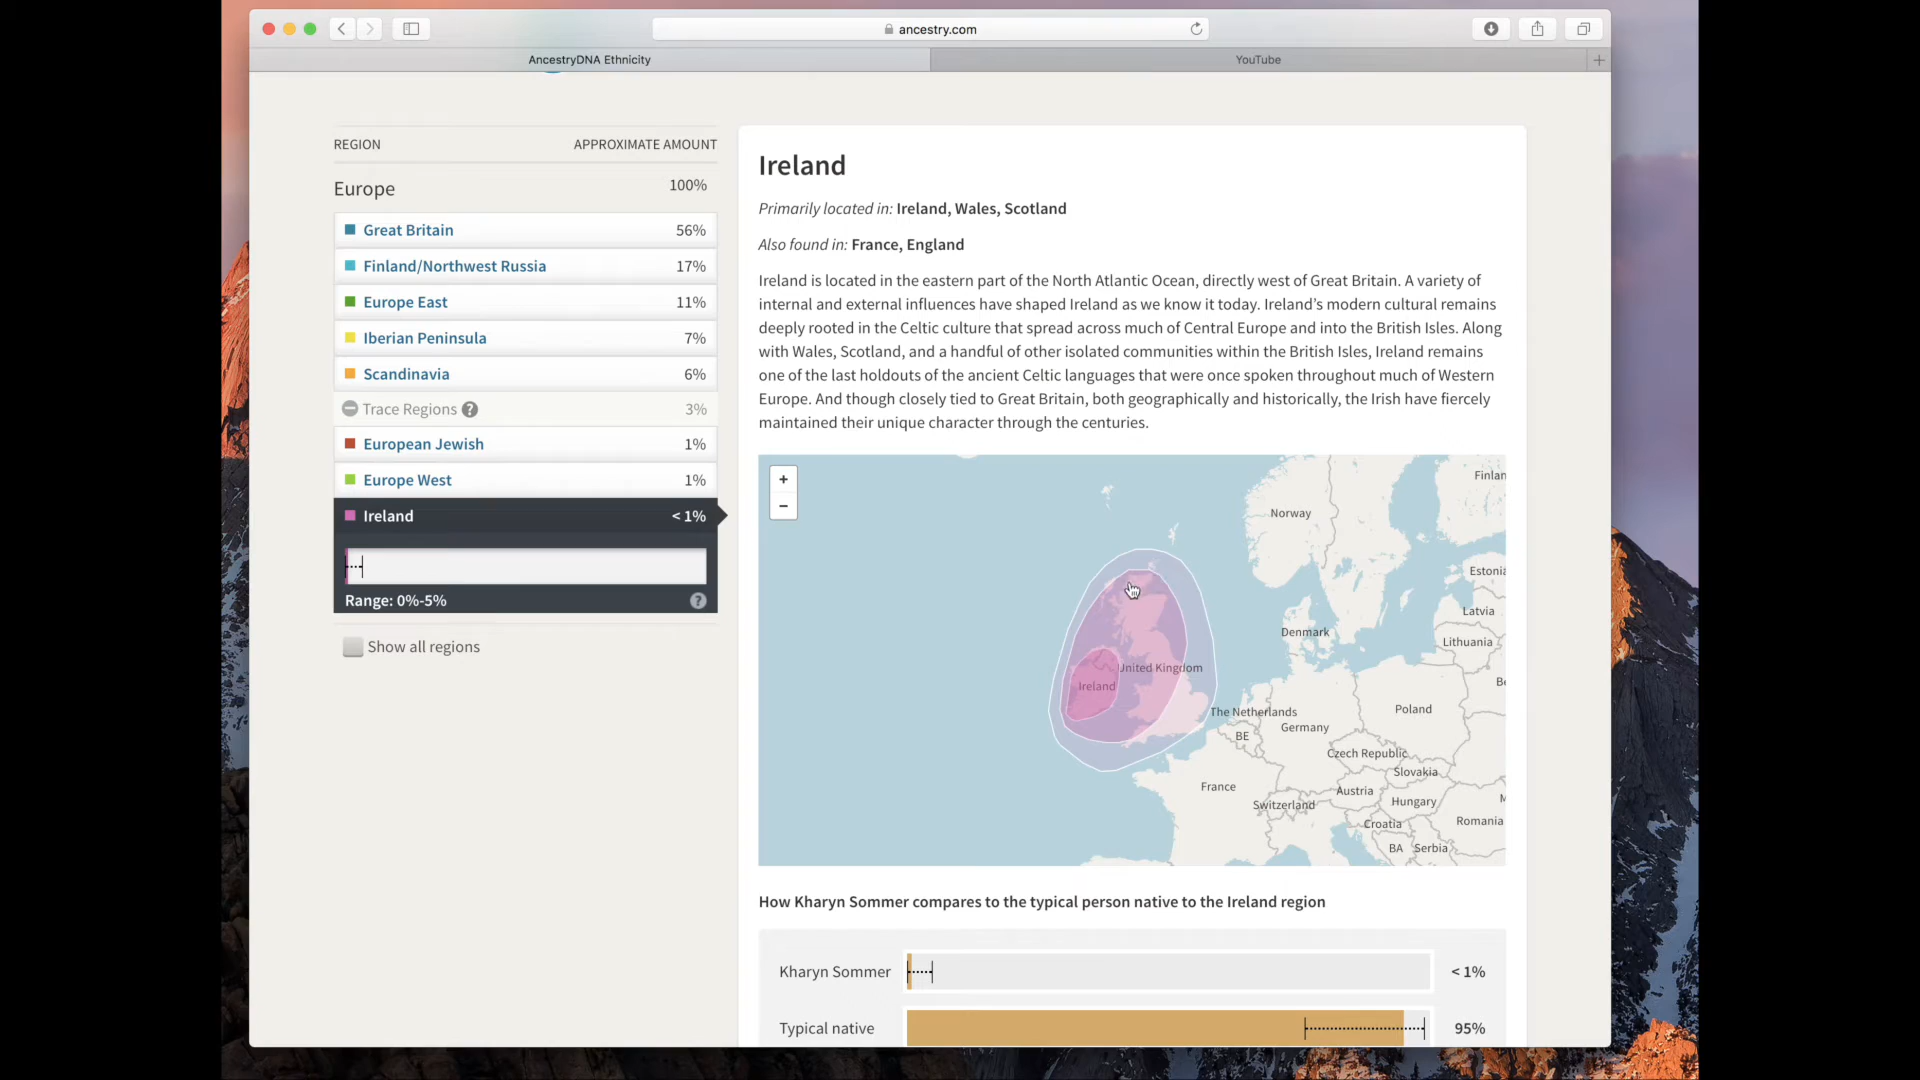 ancestry.com
AncestryDNA Ethnicity
YouTube
REGION
APPROXIMATE AMOUNT
Europe
100%
Great Britain
56%
Finland/Northwest Russia
17%
Europe East
11%
Iberian Peninsula
7%
Scandinavia
6%
Trace Regions ?
3%
European Jewish
1%
Europe West
1%
Ireland
< 1%
Range: 0%-5%
?
Show all regions
Ireland
Primarily located in: Ireland, Wales, Scotland
Also found in: France, England
Ireland is located in the eastern part of the North Atlantic Ocean, directly west of Great Britain. A variety of
internal and external influences have shaped Ireland as we know it today. Ireland's modern cultural remains
deeply rooted in the Celtic culture that spread across much of Central Europe and into the British Isles. Along
with Wales, Scotland, and a handful of other isolated communities within the British Isles, Ireland remains
one of the last holdouts of the ancient Celtic languages that were once spoken throughout much of Western
Europe. And though closely tied to Great Britain, both geographically and historically, the Irish have fiercely
maintained their unique character through the centuries.
+
−
Finlan
Norway
Estonia
Latvia
Denmark
Lithuania
United Kingdom
Be
Ireland
The Netherlands
Poland
Germany
BE
Czech Republic
Slovakia
France
Austria
Hungary
M
Switzerland
Croatia
Romania
BA
Serbia
How Kharyn Sommer compares to the typical person native to the Ireland region
Kharyn Sommer
< 1%
Typical native
95%